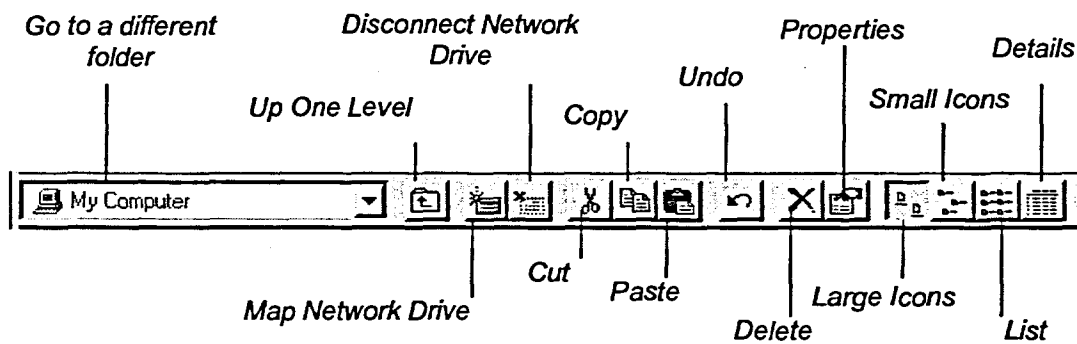 Go to a different
folder
Disconnect Network
Drive
Properties
Details
Up One Level
Copy
Undo
Small Icons
My Computer
Map Network Drive
Cut
Paste
Delete
Large Icons
List